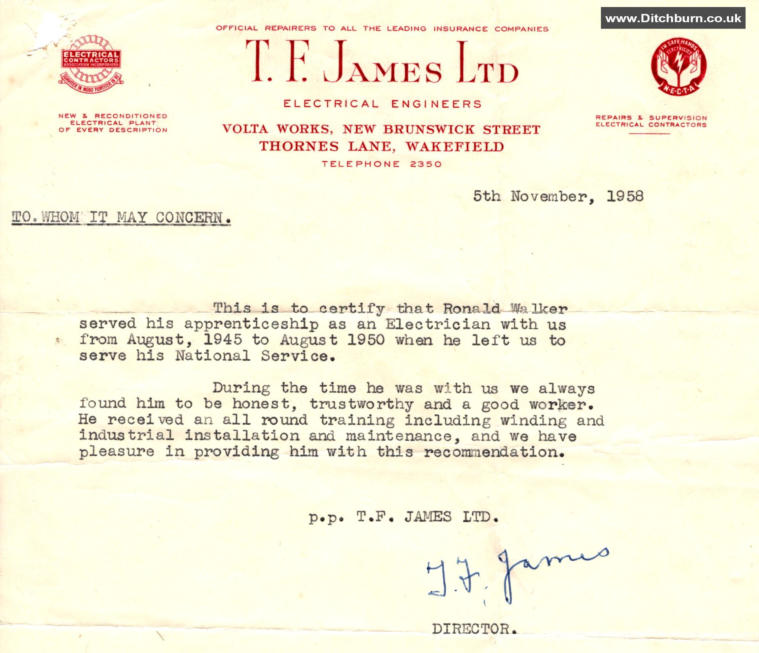 www.Ditchburn.co.uk
OFFICIAL REPAIRERS TO ALL THE LEADING INSURANCE COMPANIES
T. F. JAMES LTD
ELECTRICAL ENGINEERS
VOLTA WORKS, NEW BRUNSWICK STREET
THORNES LANE, WAKEFIELD
TELEPHONE 2350
ELECTRICAL
CONTRACTORS
NEW & RECONDITIONED
ELECTRICAL PLANT
OF EVERY DESCRIPTION
IN SAFE HANDS
ELECTRICITY
N·E·C·T·A
REPAIRS & SUPERVISION
ELECTRICAL CONTRACTORS
5th November, 1958
TO.WHOM IT MAY CONCERN.
This is to certify that Ronald Walker
served his apprenticeship as an Electrician with us
from August, 1945 to August 1950 when he left us to
serve his National Service.
During the time he was with us we always
found him to be honest, trustworthy and a good worker.
He received an all round training including winding and
industrial installation and maintenance, and we have
pleasure in providing him with this recommendation.
p.p. T.F. JAMES LTD.
T.F. James
DIRECTOR.